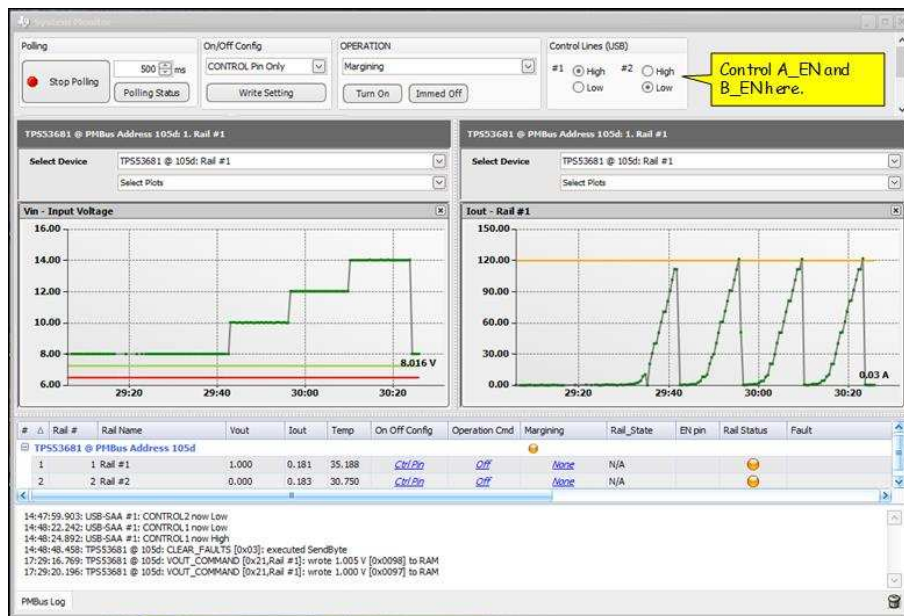 System Monitor
Polling
On/Off Config
OPERATION
Control Lines (USB)
Stop Polling
500 ms
Polling Status
CONTROL Pin Only
Write Setting
Margining
Turn On
Immed Off
#1 High #2 High
Low Low
Control A_EN and
B_EN here.
TPS53681 @ PMBus Address 105d: 1. Rail #1
TPS53681 @ PMBus Address 105d: 1. Rail #1
Select Device TPS53681 @ 105d: Rail #1
Select Plots
Select Device TPS53681 @ 105d: Rail #1
Select Plots
Vin - Input Voltage
16.00
14.00
12.00
10.00
8.00
6.00
8.016 V
29:20 29:40 30:00 30:20
Iout - Rail #1
150.00
120.00
90.00
60.00
30.00
0.00
0.03 A
29:20 29:40 30:00 30:20
# Rail # Rail Name Vout Iout Temp On Off Config Operation Cmd Margining Rail_State EN pin Rail Status Fault
TPS53681 @ PMBus Address 105d
1 1 Rail #1 1.000 0.181 35.188 Ctrl Pin Off None N/A
2 2 Rail #2 0.000 0.183 30.750 Ctrl Pin Off None N/A
14:47:59.903: USB-SAA #1: CONTROL2 now Low
14:48:22.242: USB-SAA #1: CONTROL1 now Low
14:48:24.892: USB-SAA #1: CONTROL1 now High
14:48:48.458: TPS53681 @ 105d: CLEAR_FAULTS [0x03]: executed SendByte
17:29:16.769: TPS53681 @ 105d: VOUT_COMMAND [0x21,Rail #1]: wrote 1.005 V [0x0098] to RAM
17:29:20.196: TPS53681 @ 105d: VOUT_COMMAND [0x21,Rail #1]: wrote 1.000 V [0x0097] to RAM
PMBus Log